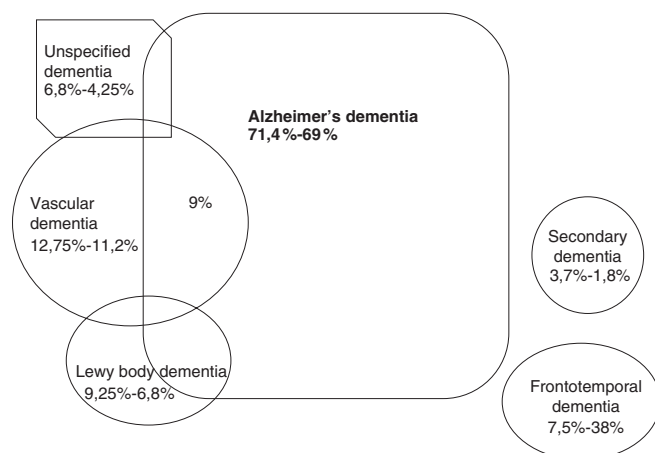 Unspecified
dementia
6,8%-4,25%
Alzheimer's dementia
71,4%-69%
Vascular
dementia
12,75%-11,2%
9%
Secondary
dementia
3,7%-1,8%
Lewy body dementia
9,25%-6,8%
Frontotemporal
dementia
7,5%-38%